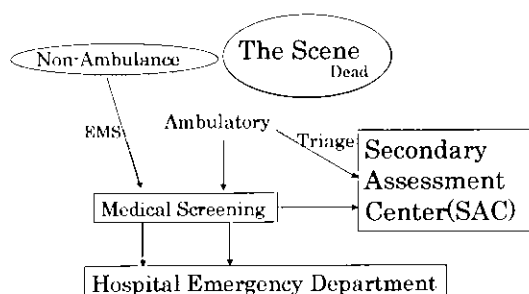 The Scene
Dead
Non-Ambulance
EMS
Ambulatory
Triage
Secondary
Assessment
Center(SAC)
Medical Screening
Hospital Emergency Department